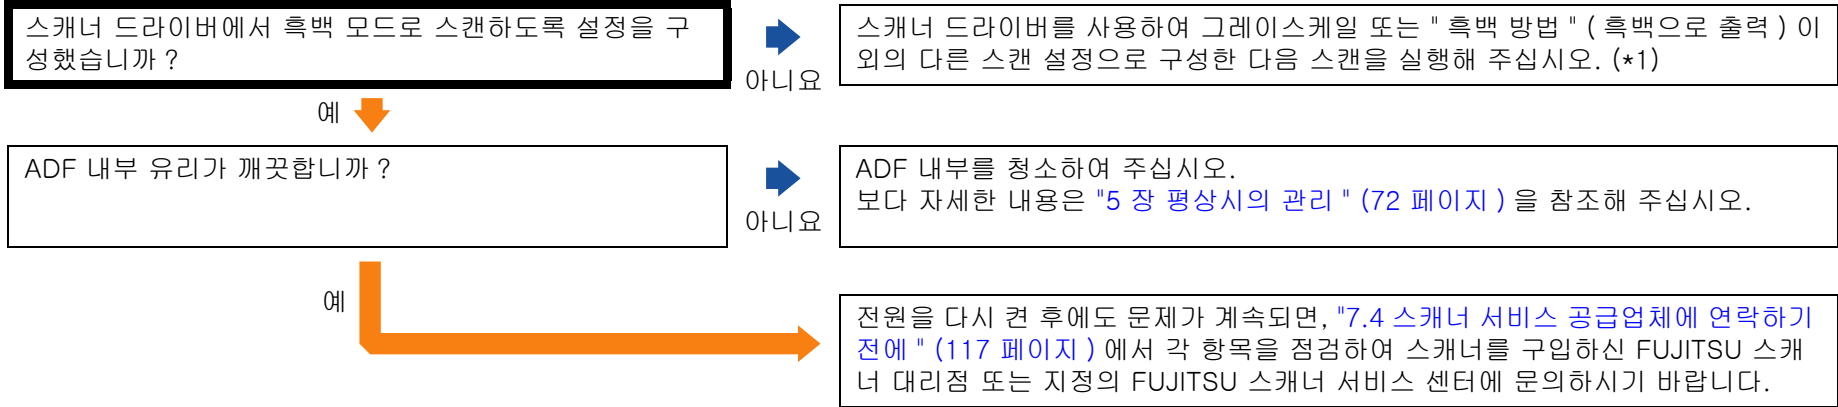 스캐너 드라이버에서 흑백 모드로 스캔하도록 설정을 구
성했습니까 ?
아니요
스캐너 드라이버를 사용하여 그레이스케일 또는 " 흑백 방법 " ( 흑백으로 출력 ) 이
외의 다른 스캔 설정으로 구성한 다음 스캔을 실행해 주십시오. (*1)
예
ADF 내부 유리가 깨끗합니까 ?
아니요
ADF 내부를 청소하여 주십시오.
보다 자세한 내용은 "5 장 평상시의 관리 " (72 페이지 ) 을 참조해 주십시오.
예
전원을 다시 켠 후에도 문제가 계속되면, "7.4 스캐너 서비스 공급업체에 연락하기
전에 " (117 페이지 ) 에서 각 항목을 점검하여 스캐너를 구입하신 FUJITSU 스캐
너 대리점 또는 지정의 FUJITSU 스캐너 서비스 센터에 문의하시기 바랍니다.